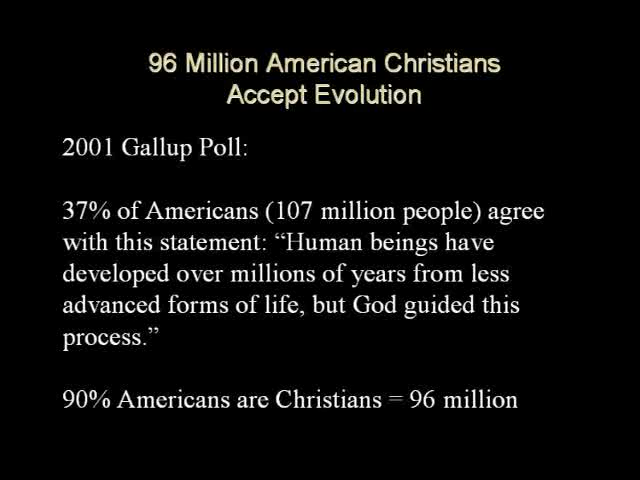 96 Million American Christians
Accept Evolution
2001 Gallup Poll:
37% of Americans (107 million people) agree
with this statement: “Human beings have
developed over millions of years from less
advanced forms of life, but God guided this
process.”
90% Americans are Christians = 96 million